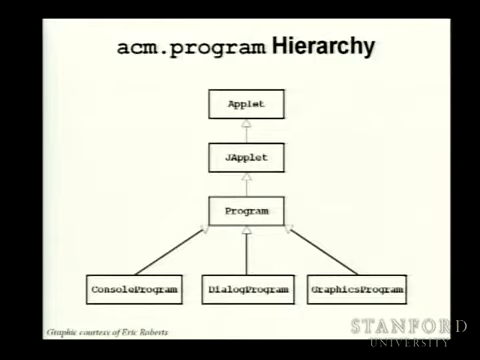 acm.program Hierarchy
Applet
JApplet
Program
ConsoleProgram DialogProgram GraphicsProgram
Graphic courtesy of Eric Roberts
STANFORD
UNIVERSITY